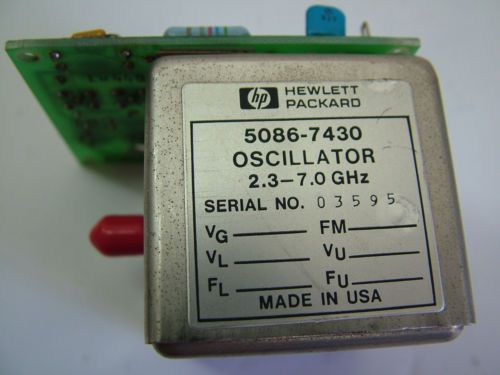 hp HEWLETT
PACKARD
5086-7430
OSCILLATOR
2.3–7.0 GHz
SERIAL NO. 03595
VG FM
VL VU
FL FU
MADE IN USA